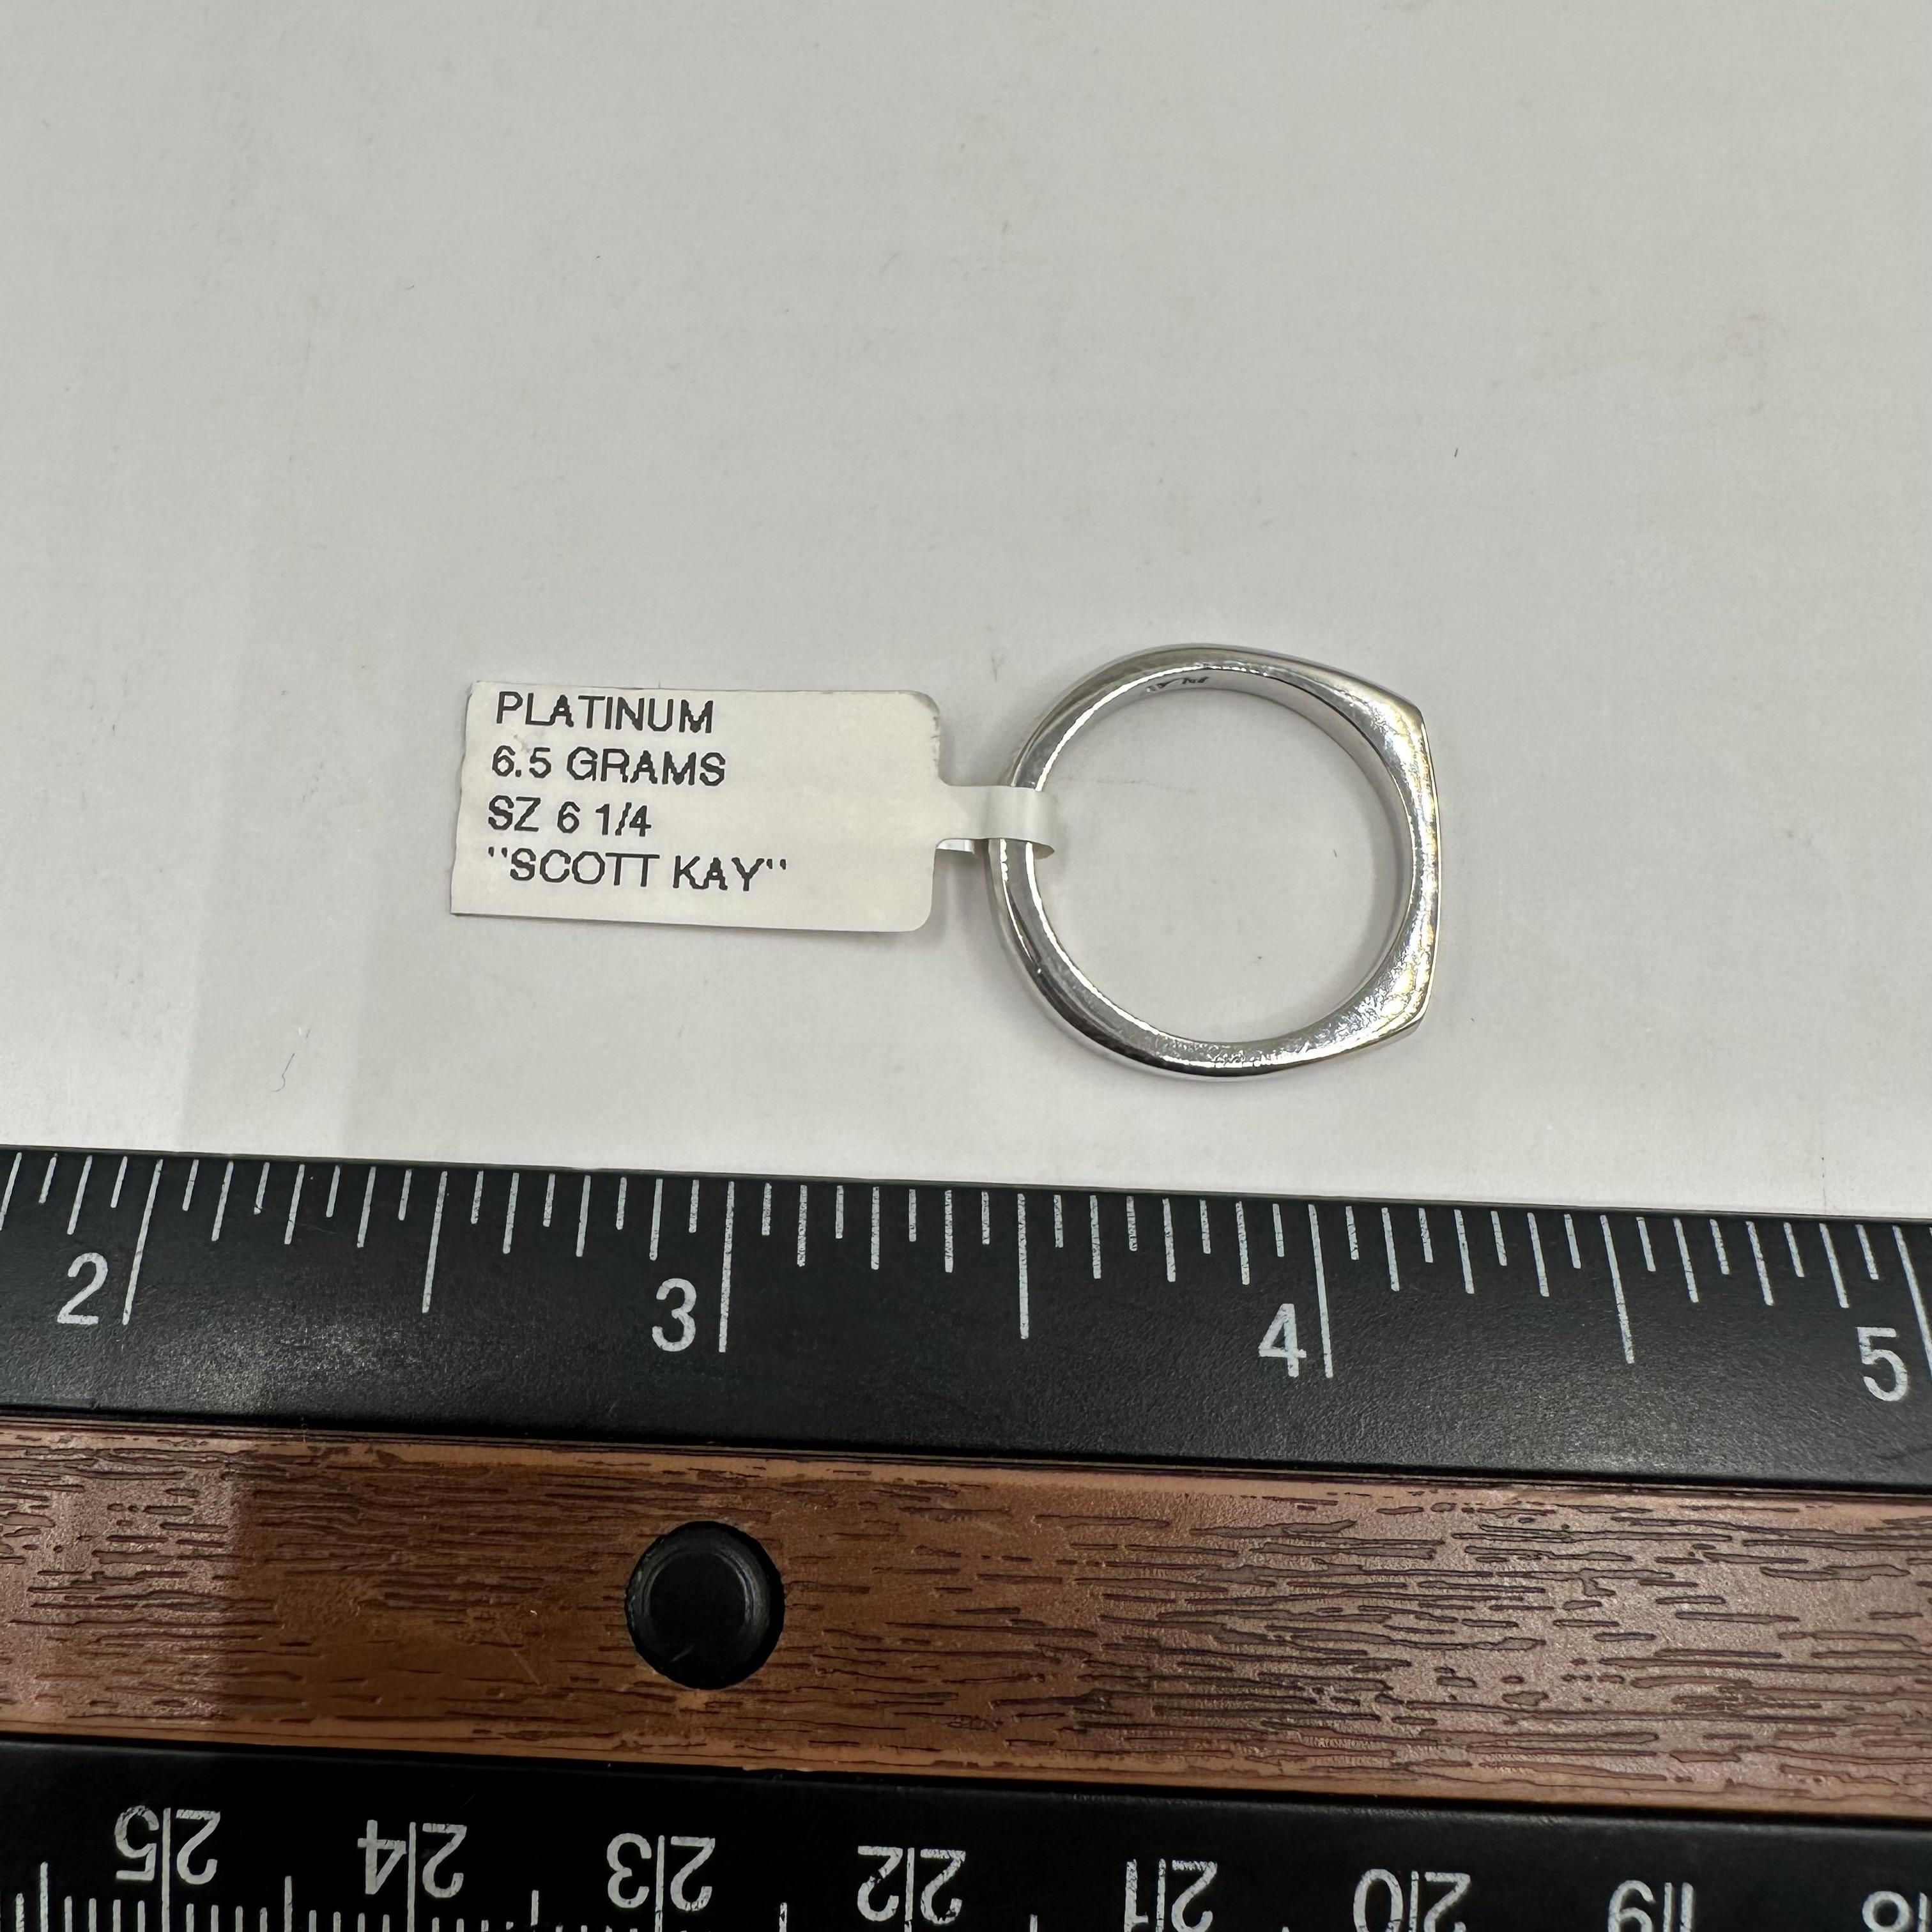 PLATINUM
6.5 GRAMS
SZ 6 1/4
"SCOTT KAY"
2 3 4 5
25 24 23 22 21 20 19 18